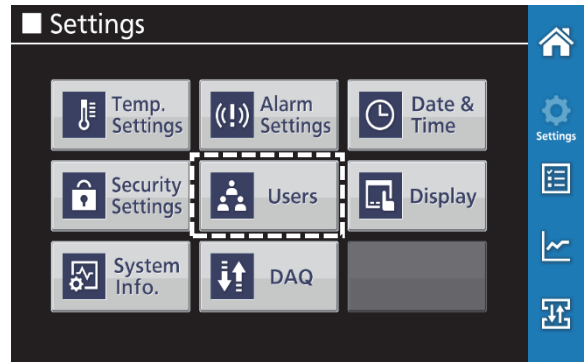 Settings
Temp.
Settings
Alarm
Settings
Date &
Time
Settings
Security
Settings
Users
Display
System
Info.
DAQ